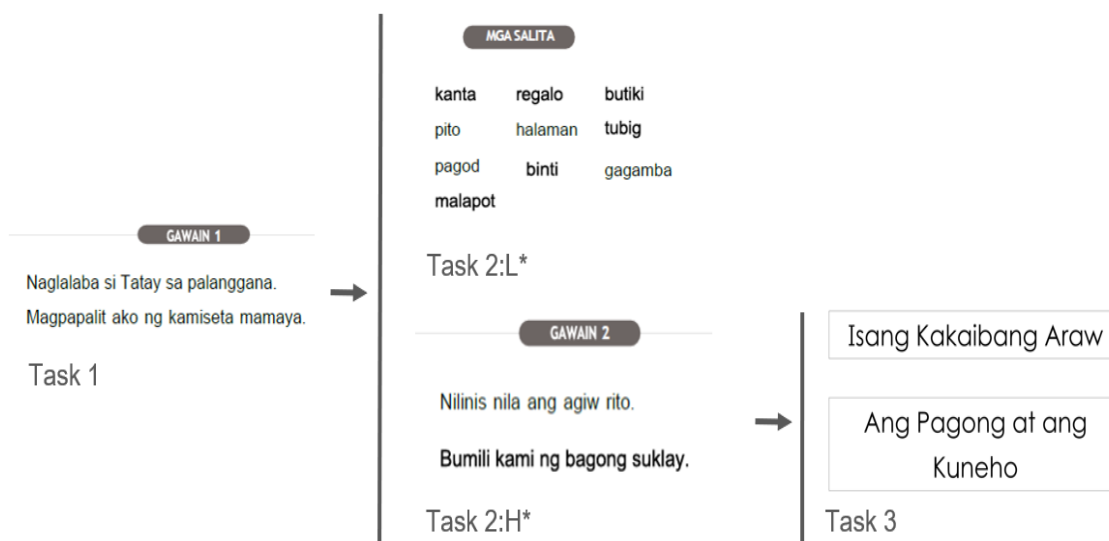 GAWAIN 1
Naglalaba si Tatay sa palanggana.
Magpapalit ako ng kamiseta mamaya.
Task 1
MGA SALITA
kanta regalo butiki
pito halaman tubig
pagod binti gagamba
malapot
Task 2:L*
GAWAIN 2
Nilinis nila ang agiw rito.
Bumili kami ng bagong suklay.
Task 2:H*
Isang Kakaibang Araw
Ang Pagong at ang
Kuneho
Task 3